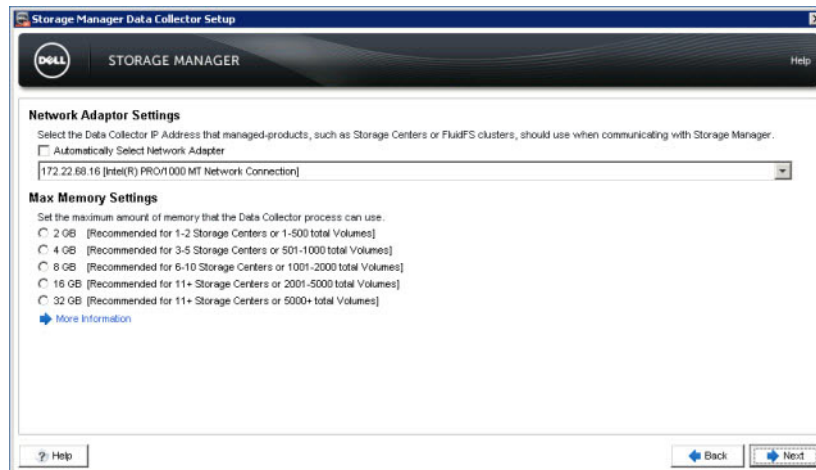 Storage Manager Data Collector Setup
DELL STORAGE MANAGER Help
Network Adaptor Settings
Select the Data Collector IP Address that managed-products, such as Storage Centers or FluidFS clusters, should use when communicating with Storage Manager.
Automatically Select Network Adapter
172.22.68.16 [Intel(R) PRO/1000 MT Network Connection]
Max Memory Settings
Set the maximum amount of memory that the Data Collector process can use.
2 GB [Recommended for 1-2 Storage Centers or 1-500 total Volumes]
4 GB [Recommended for 3-5 Storage Centers or 501-1000 total Volumes]
8 GB [Recommended for 6-10 Storage Centers or 1001-2000 total Volumes]
16 GB [Recommended for 11+ Storage Centers or 2001-5000 total Volumes]
32 GB [Recommended for 11+ Storage Centers or 5000+ total Volumes]
More Information
Help Back Next